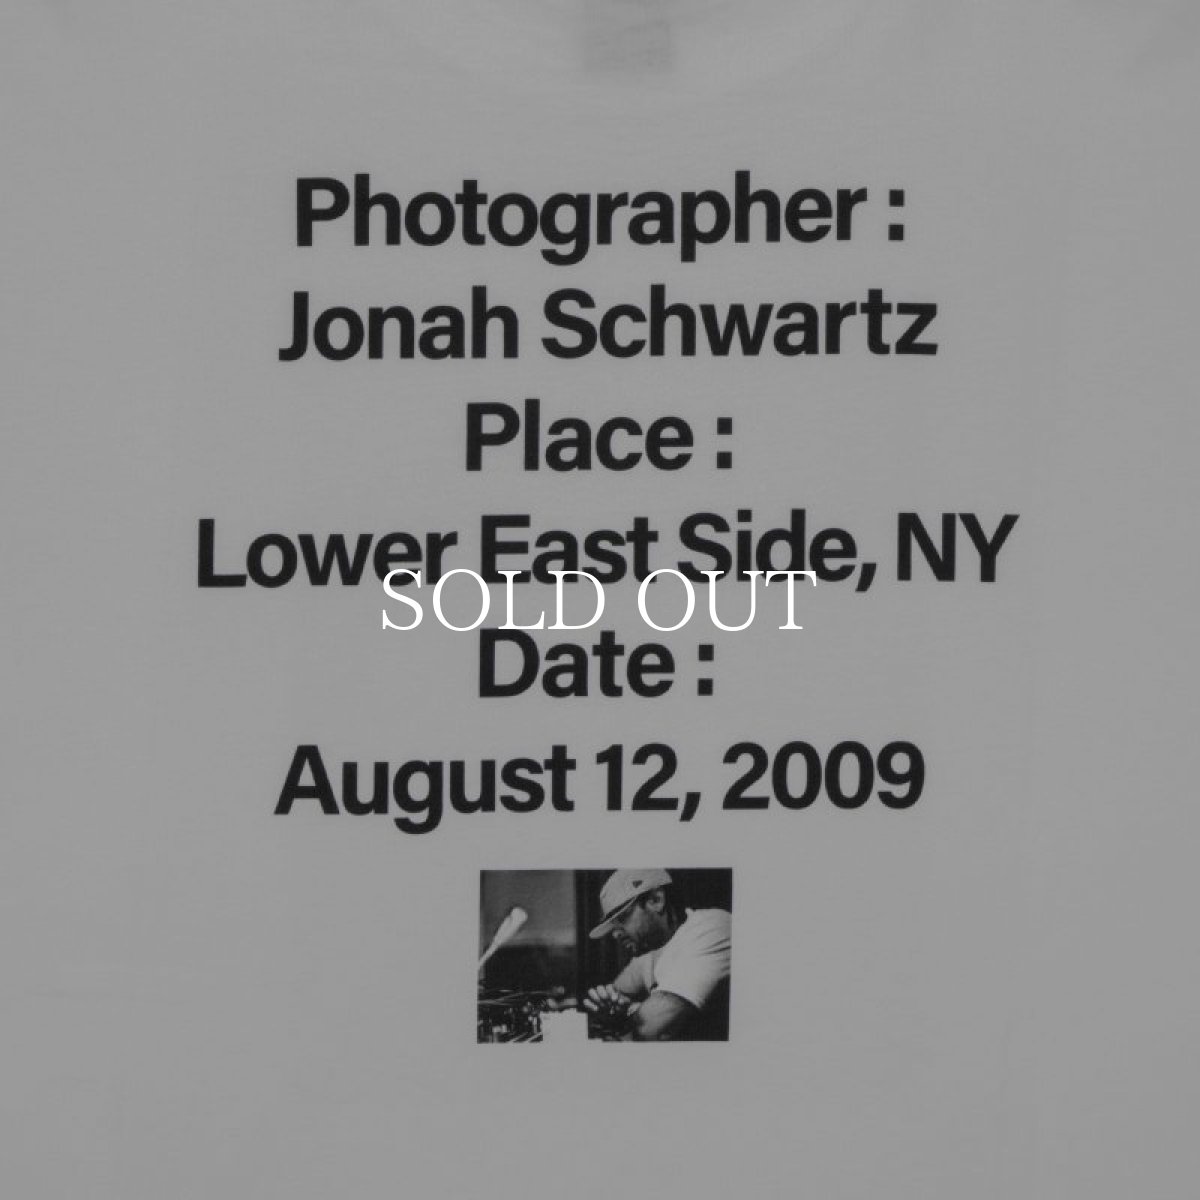 Photographer :
Jonah Schwartz
Place :
Lower East Side, NY
SOLD OUT
Date :
August 12, 2009